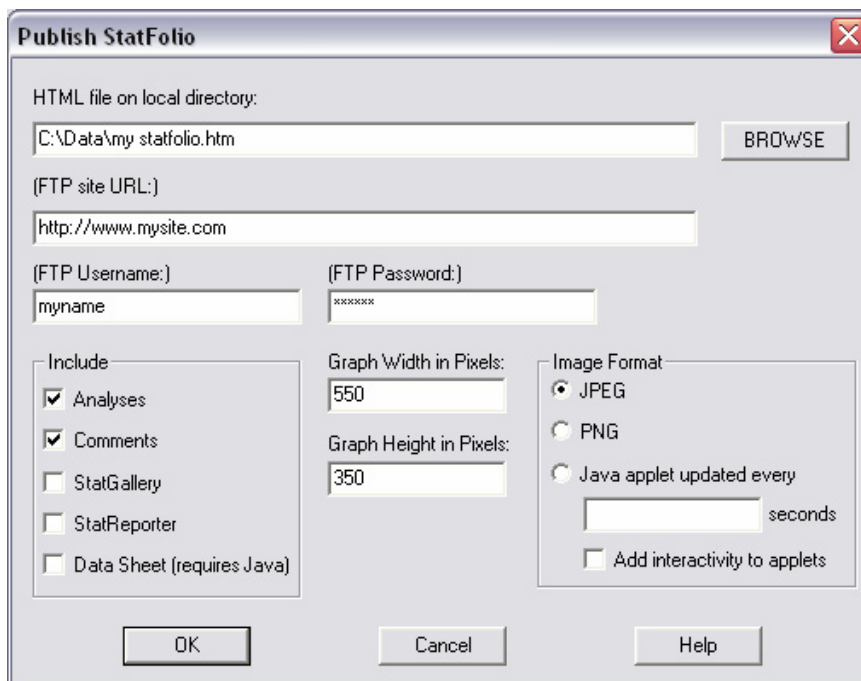 Publish StatFolio
HTML file on local directory:
C:\Data\my statfolio.htm
BROWSE
(FTP site URL:)
http://www.mysite.com
(FTP Username:)
(FTP Password:)
myname
××××××
Include
Analyses
Comments
StatGallery
StatReporter
Data Sheet (requires Java)
Graph Width in Pixels:
550
Graph Height in Pixels:
350
Image Format
JPEG
PNG
Java applet updated every
seconds
Add interactivity to applets
OK
Cancel
Help